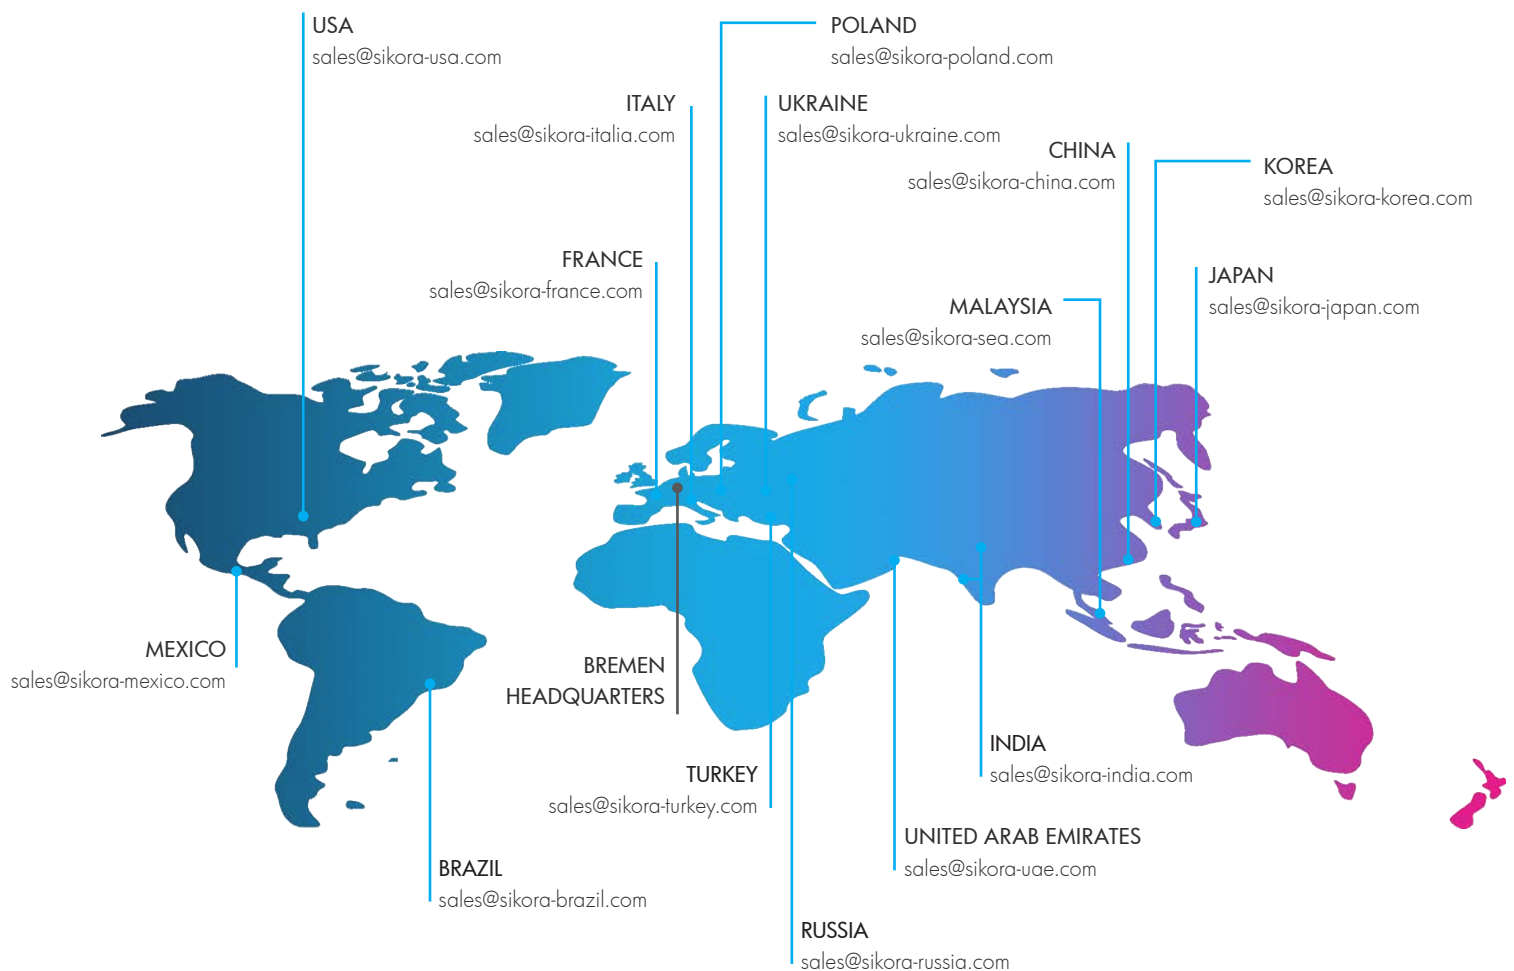 USA
sales@sikora-usa.com
POLAND
sales@sikora-poland.com
ITALY
sales@sikora-italia.com
UKRAINE
sales@sikora-ukraine.com
CHINA
sales@sikora-china.com
KOREA
sales@sikora-korea.com
FRANCE
sales@sikora-france.com
JAPAN
sales@sikora-japan.com
MALAYSIA
sales@sikora-sea.com
MEXICO
sales@sikora-mexico.com
BREMEN
HEADQUARTERS
INDIA
sales@sikora-india.com
TURKEY
sales@sikora-turkey.com
UNITED ARAB EMIRATES
sales@sikora-uae.com
BRAZIL
sales@sikora-brazil.com
RUSSIA
sales@sikora-russia.com